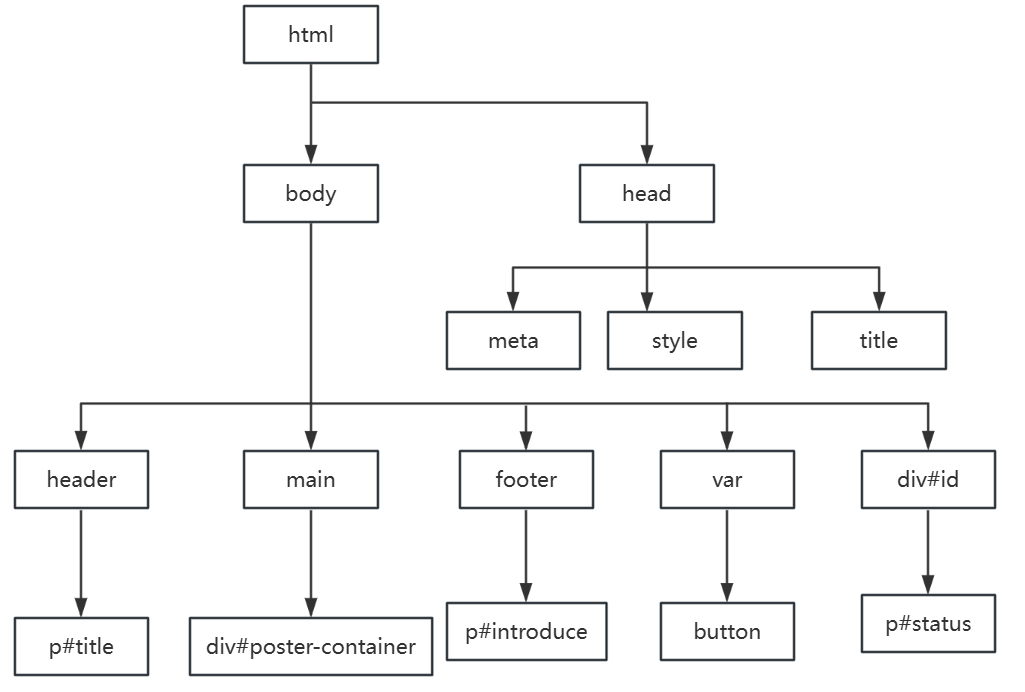 html
body
head
meta
style
title
header
main
footer
var
div#id
p#title
div#poster-container
p#introduce
button
p#status